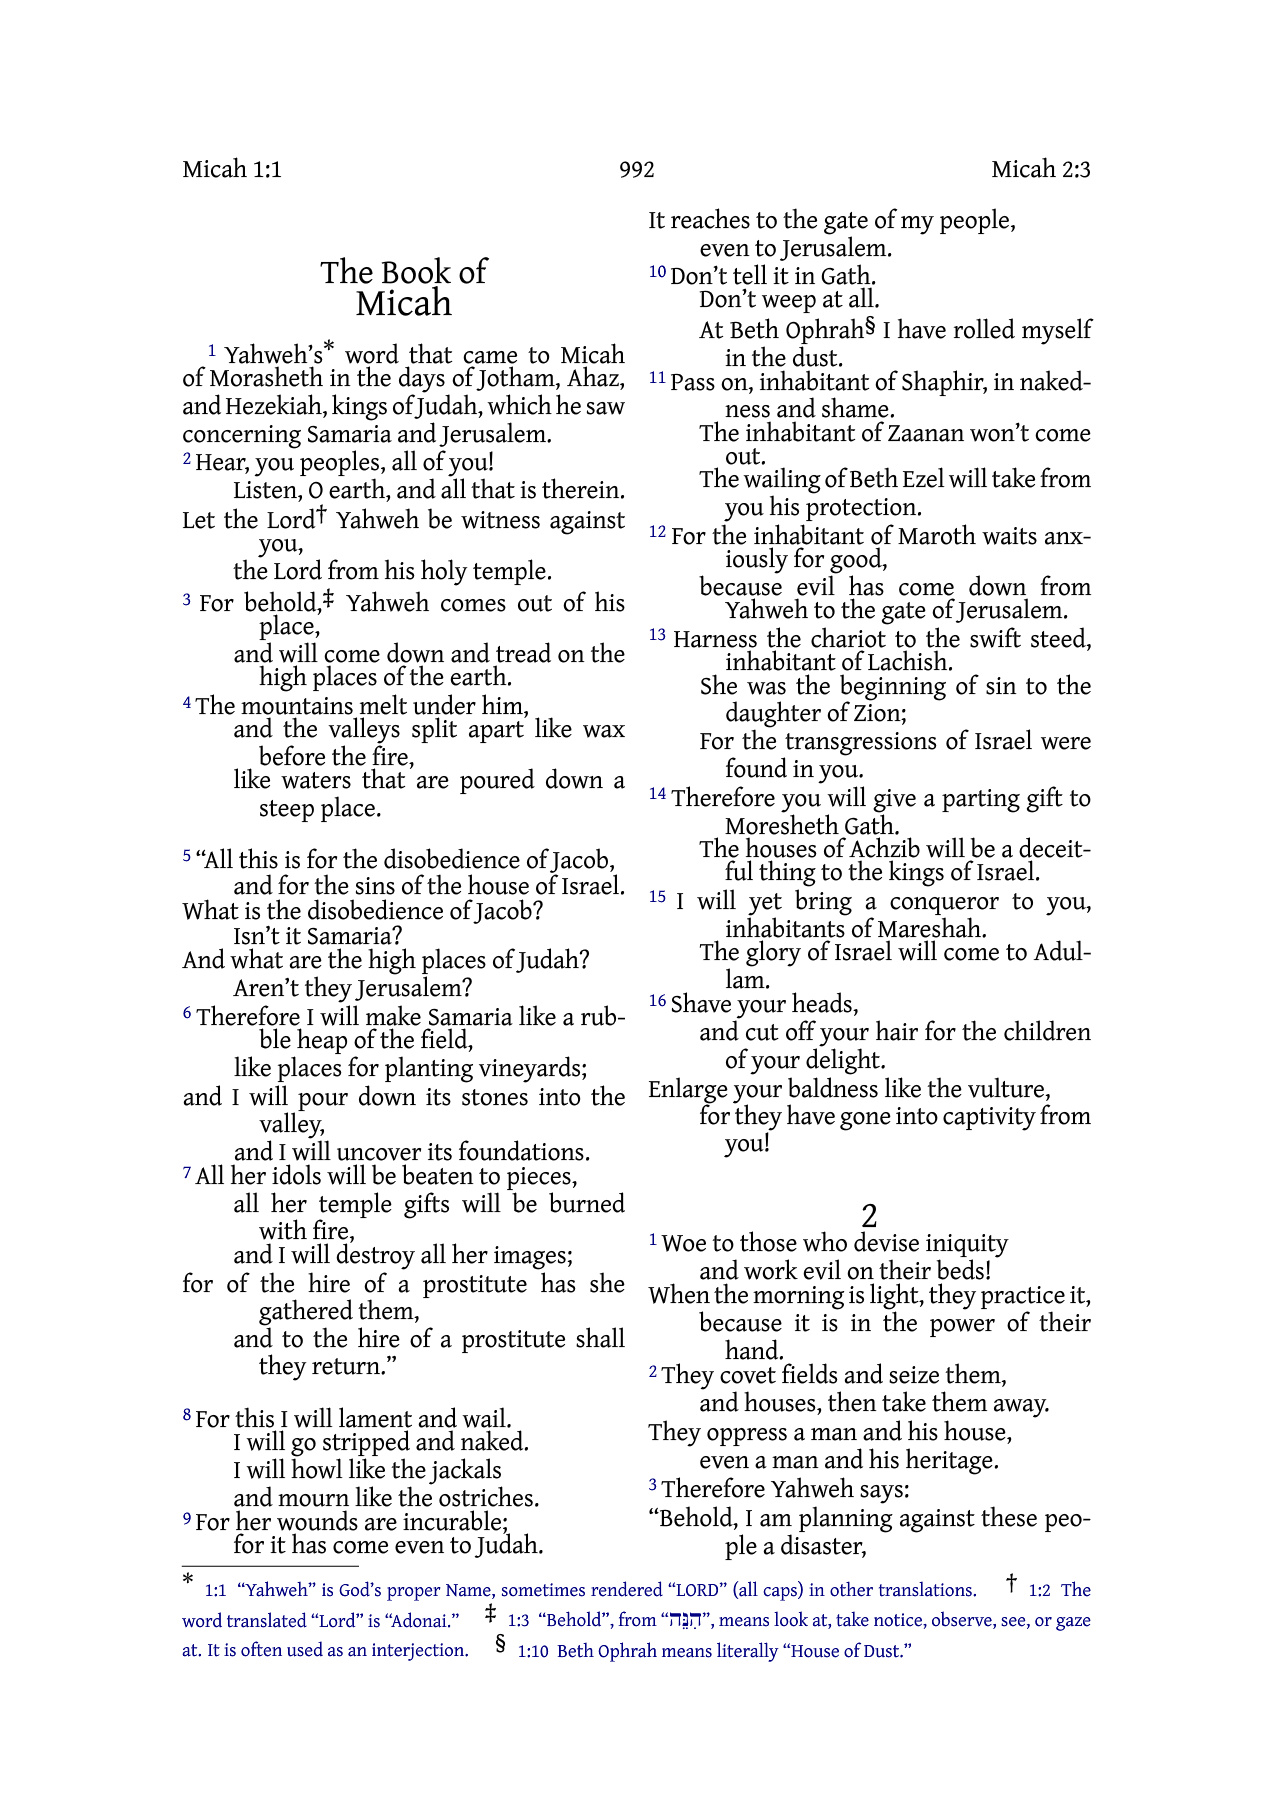 Micah 1:1 992 Micah 2:3
The Book of
Micah
1 Yahweh’s* word that came to Micah
of Morasheth in the days of Jotham, Ahaz,
and Hezekiah, kings of Judah, which he saw
concerning Samaria and Jerusalem.
2 Hear, you peoples, all of you!
Listen, O earth, and all that is therein.
Let the Lord† Yahweh be witness against
you,
the Lord from his holy temple.
3 For behold,‡ Yahweh comes out of his
place,
and will come down and tread on the
high places of the earth.
4 The mountains melt under him,
and the valleys split apart like wax
before the fire,
like waters that are poured down a
steep place.
5 “All this is for the disobedience of Jacob,
and for the sins of the house of Israel.
What is the disobedience of Jacob?
Isn’t it Samaria?
And what are the high places of Judah?
Aren’t they Jerusalem?
6 Therefore I will make Samaria like a rub-
ble heap of the field,
like places for planting vineyards;
and I will pour down its stones into the
valley,
and I will uncover its foundations.
7 All her idols will be beaten to pieces,
all her temple gifts will be burned
with fire,
and I will destroy all her images;
for of the hire of a prostitute has she
gathered them,
and to the hire of a prostitute shall
they return.”
8 For this I will lament and wail.
I will go stripped and naked.
I will howl like the jackals
and mourn like the ostriches.
9 For her wounds are incurable;
for it has come even to Judah.
It reaches to the gate of my people,
even to Jerusalem.
10 Don’t tell it in Gath.
Don’t weep at all.
At Beth Ophrah§ I have rolled myself
in the dust.
11 Pass on, inhabitant of Shaphir, in naked-
ness and shame.
The inhabitant of Zaanan won’t come
out.
The wailing of Beth Ezel will take from
you his protection.
12 For the inhabitant of Maroth waits anx-
iously for good,
because evil has come down from
Yahweh to the gate of Jerusalem.
13 Harness the chariot to the swift steed,
inhabitant of Lachish.
She was the beginning of sin to the
daughter of Zion;
For the transgressions of Israel were
found in you.
14 Therefore you will give a parting gift to
Moresheth Gath.
The houses of Achzib will be a deceit-
ful thing to the kings of Israel.
15 I will yet bring a conqueror to you,
inhabitants of Mareshah.
The glory of Israel will come to Adul-
lam.
16 Shave your heads,
and cut off your hair for the children
of your delight.
Enlarge your baldness like the vulture,
for they have gone into captivity from
you!
2
1 Woe to those who devise iniquity
and work evil on their beds!
When the morning is light, they practice it,
because it is in the power of their
hand.
2 They covet fields and seize them,
and houses, then take them away.
They oppress a man and his house,
even a man and his heritage.
3 Therefore Yahweh says:
“Behold, I am planning against these peo-
ple a disaster,
* 1:1 “Yahweh” is God’s proper Name, sometimes rendered “LORD” (all caps) in other translations. † 1:2 The
word translated “Lord” is “Adonai.” ‡ 1:3 “Behold”, from “הִנֵּה”, means look at, take notice, observe, see, or gaze
at. It is often used as an interjection. § 1:10 Beth Ophrah means literally “House of Dust.”